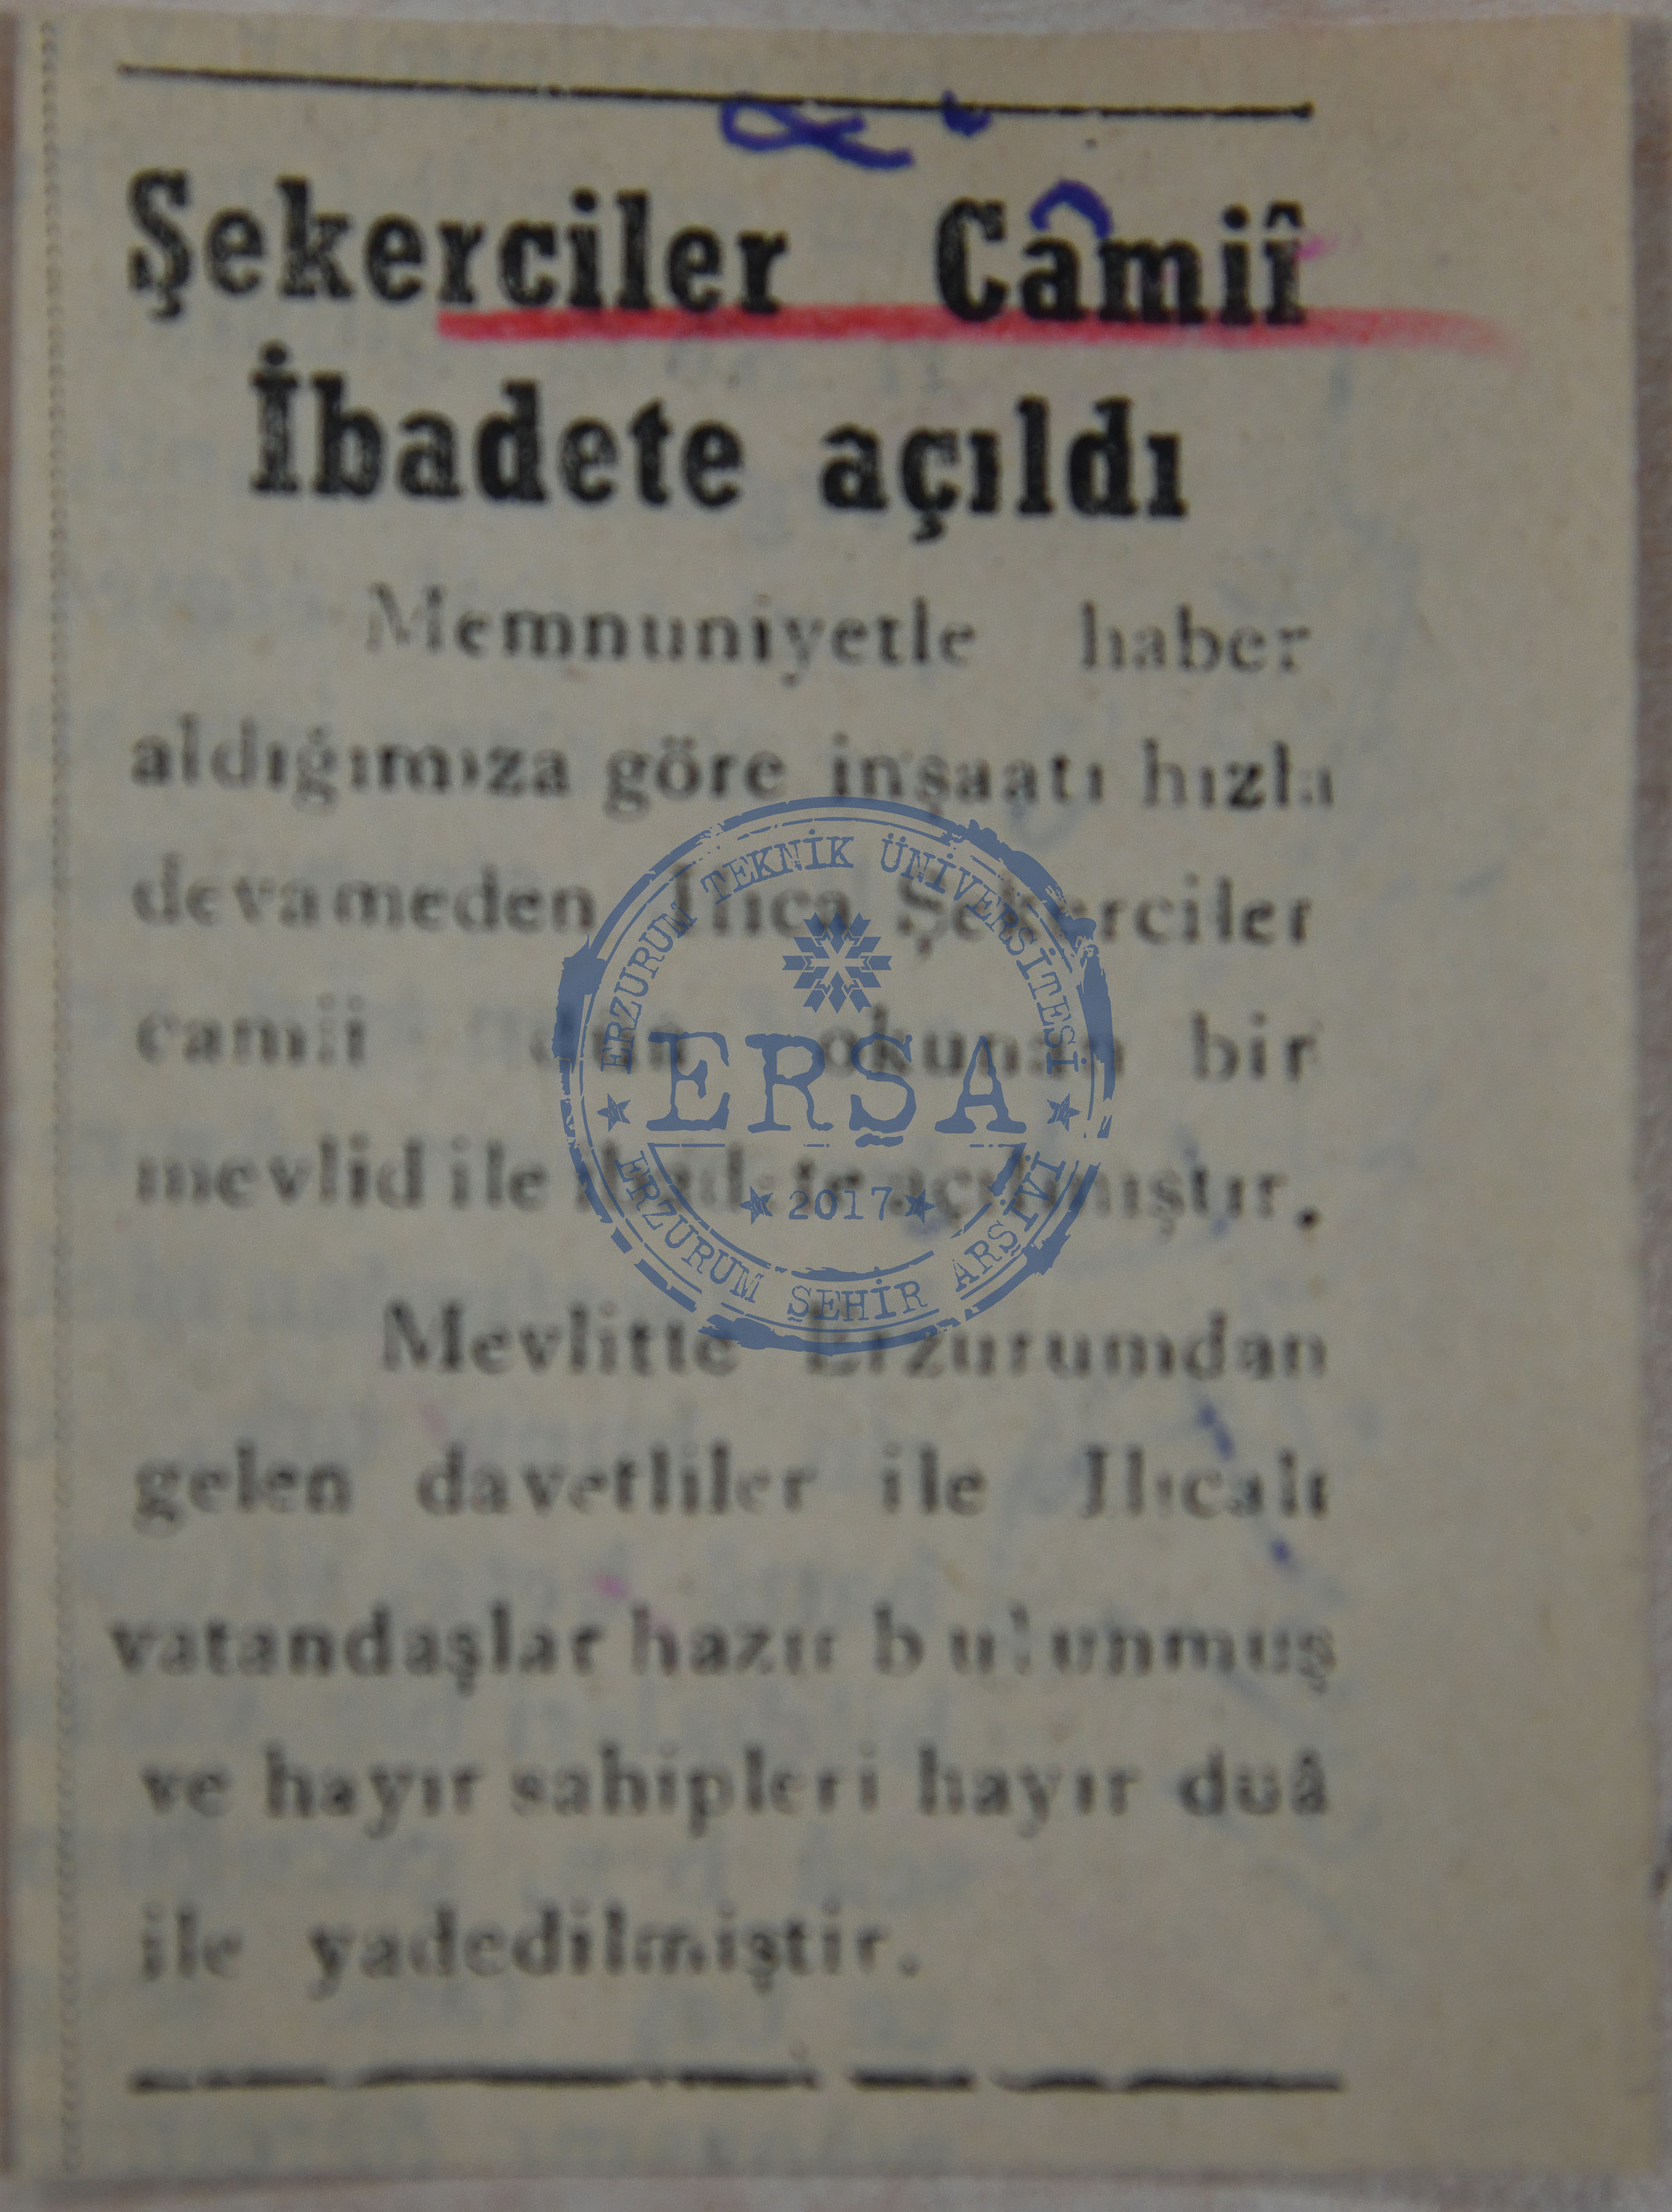 Şekerciler Câmiî
İbadete açıldı
Memnuniyetle haber
aldığımıza göre inşaatı hızla
devameden Ilıca Şekerciler
camii okunan bir
mevlid ile ibadete açılmıştır.
Mevlitte Erzurumdan
gelen davetliler ile Ilıcalı
vatandaşlar hazır bulunmuş
ve hayır sahipleri hayır duâ
ile yadedilmiştir.
ERZURUM TEKNİK ÜNİVERSİTESİ
ERŞA
2017
ERZURUM ŞEHİR ARŞİVİ